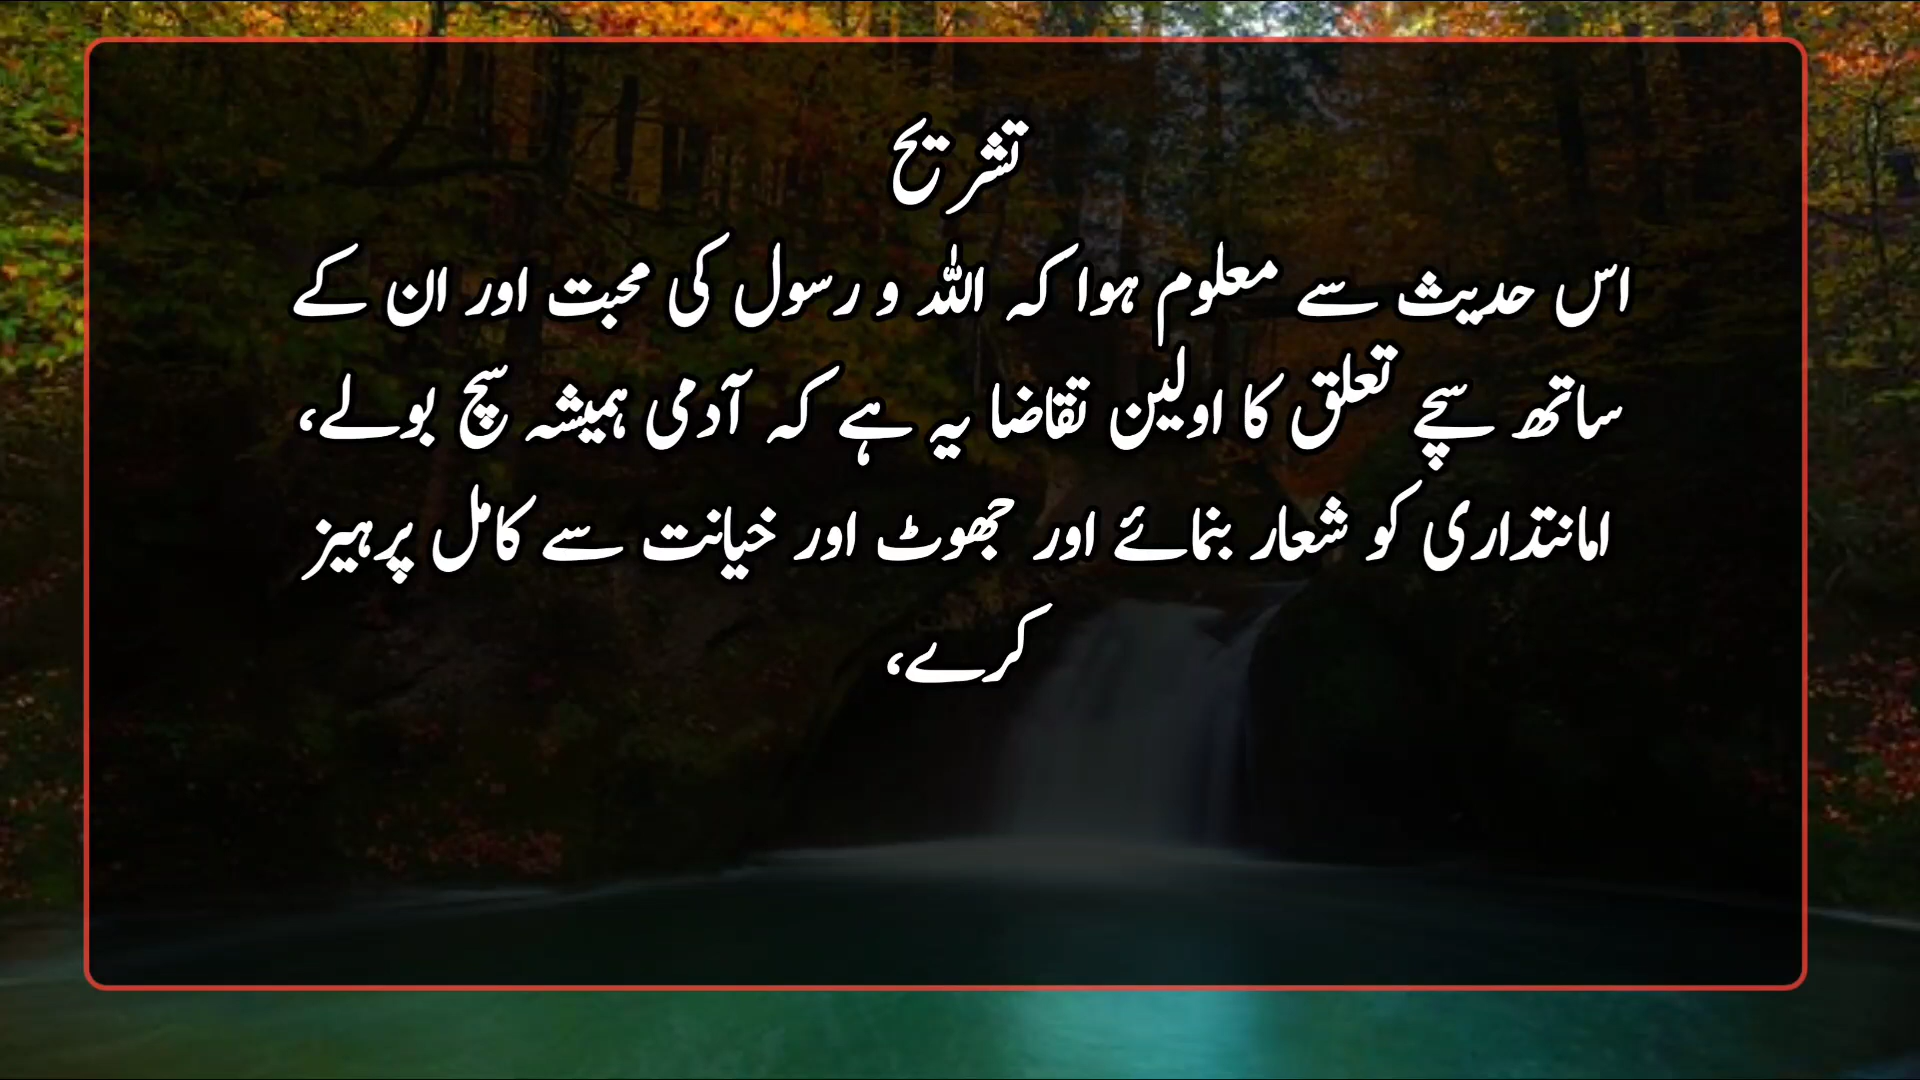 تشریح
اس حدیث سے معلوم ہوا کہ اللہ و رسول کی محبت اور ان کے
ساتھ سچے تعلق کا اولین تقاضا یہ ہے کہ آدمی ہمیشہ سچ بولے،
امانتداری کو شعار بنمائے اور جھوٹ اور خیانت سے کامل پرہیز
کرے،